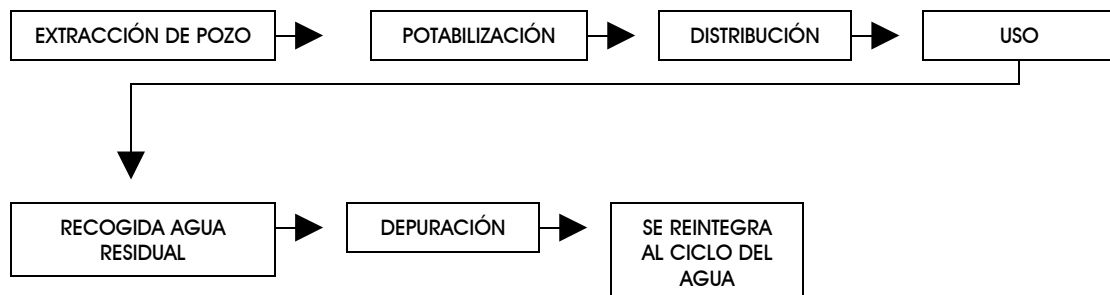 EXTRACCIÓN DE POZO
POTABILIZACIÓN
DISTRIBUCIÓN
USO
RECOGIDA AGUA
RESIDUAL
DEPURACIÓN
SE REINTEGRA
AL CICLO DEL
AGUA